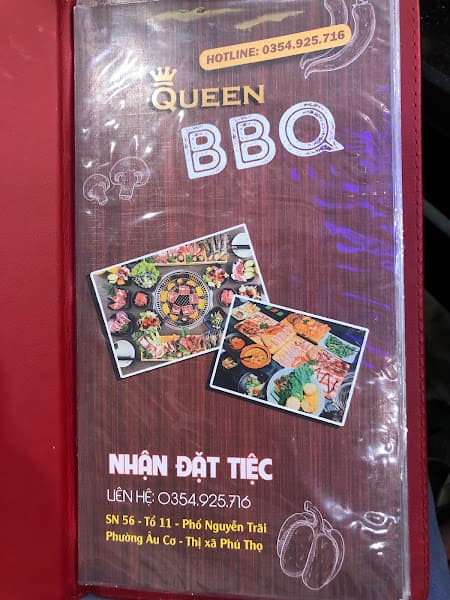 HOTLINE: 0354.925.716
QUEEN
BBQ
NHẬN ĐẶT TIỆC
LIÊN HỆ: 0354.925.716
SN 56 - Tổ 11 - Phố Nguyễn Trãi
Phường Âu Cơ - Thị xã Phú Thọ